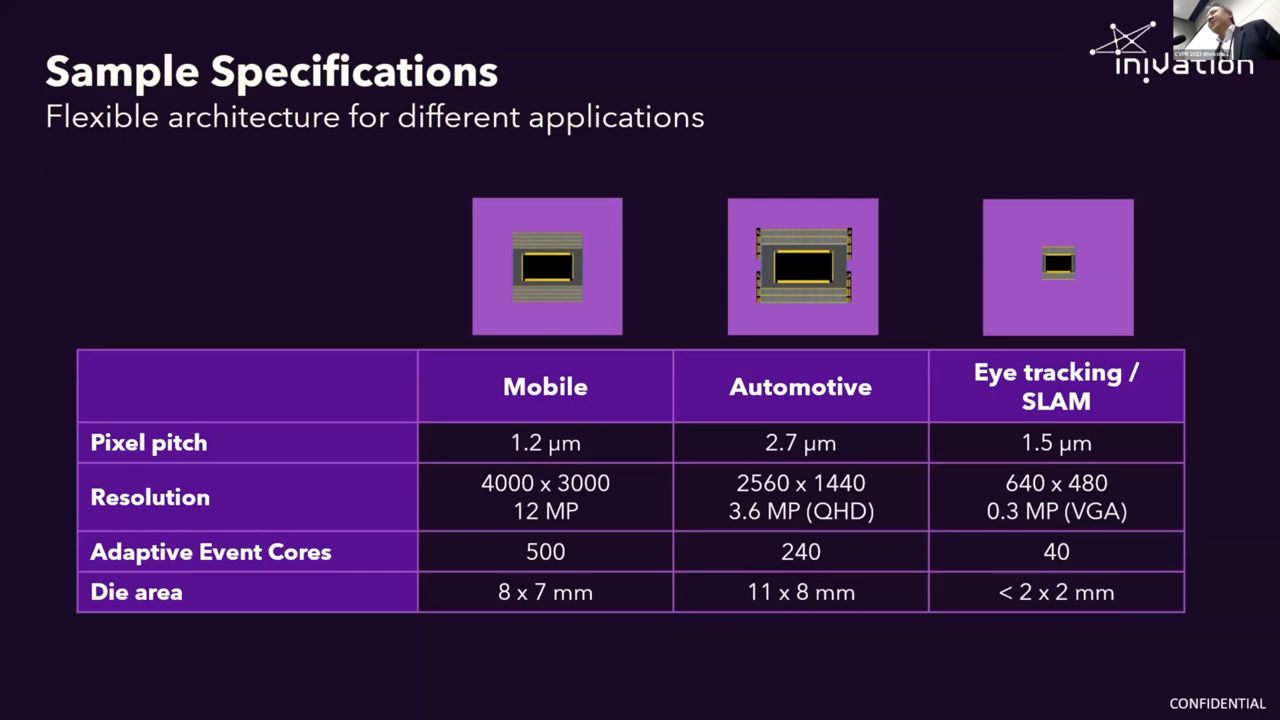 Sample Specifications
Flexible architecture for different applications
inivation
CVPR 2023 Worksho...
Mobile
Automotive
Eye tracking /
SLAM
Pixel pitch
1.2 µm
2.7 µm
1.5 µm
Resolution
4000 x 3000
12 MP
2560 x 1440
3.6 MP (QHD)
640 x 480
0.3 MP (VGA)
Adaptive Event Cores
500
240
40
Die area
8 x 7 mm
11 x 8 mm
< 2 x 2 mm
CONFIDENTIAL